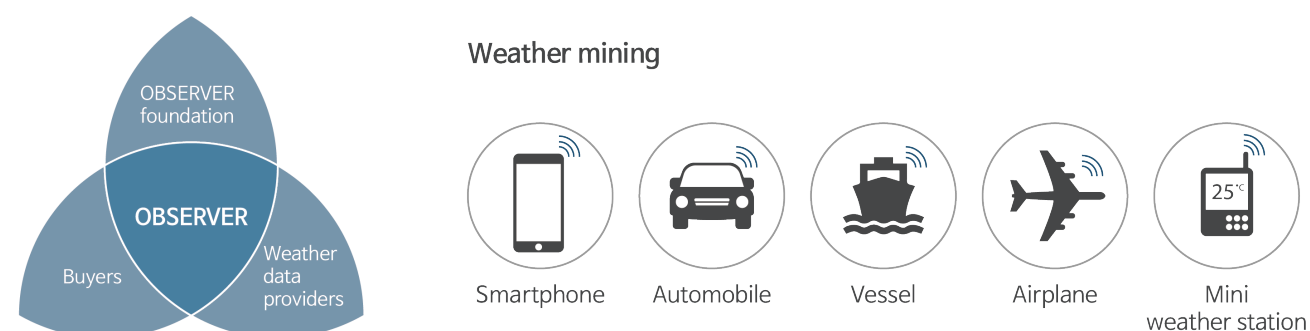 OBSERVER
foundation
OBSERVER
Buyers
Weather
data
providers
Weather mining
25°C
Smartphone
Automobile
Vessel
Airplane
Mini
weather station